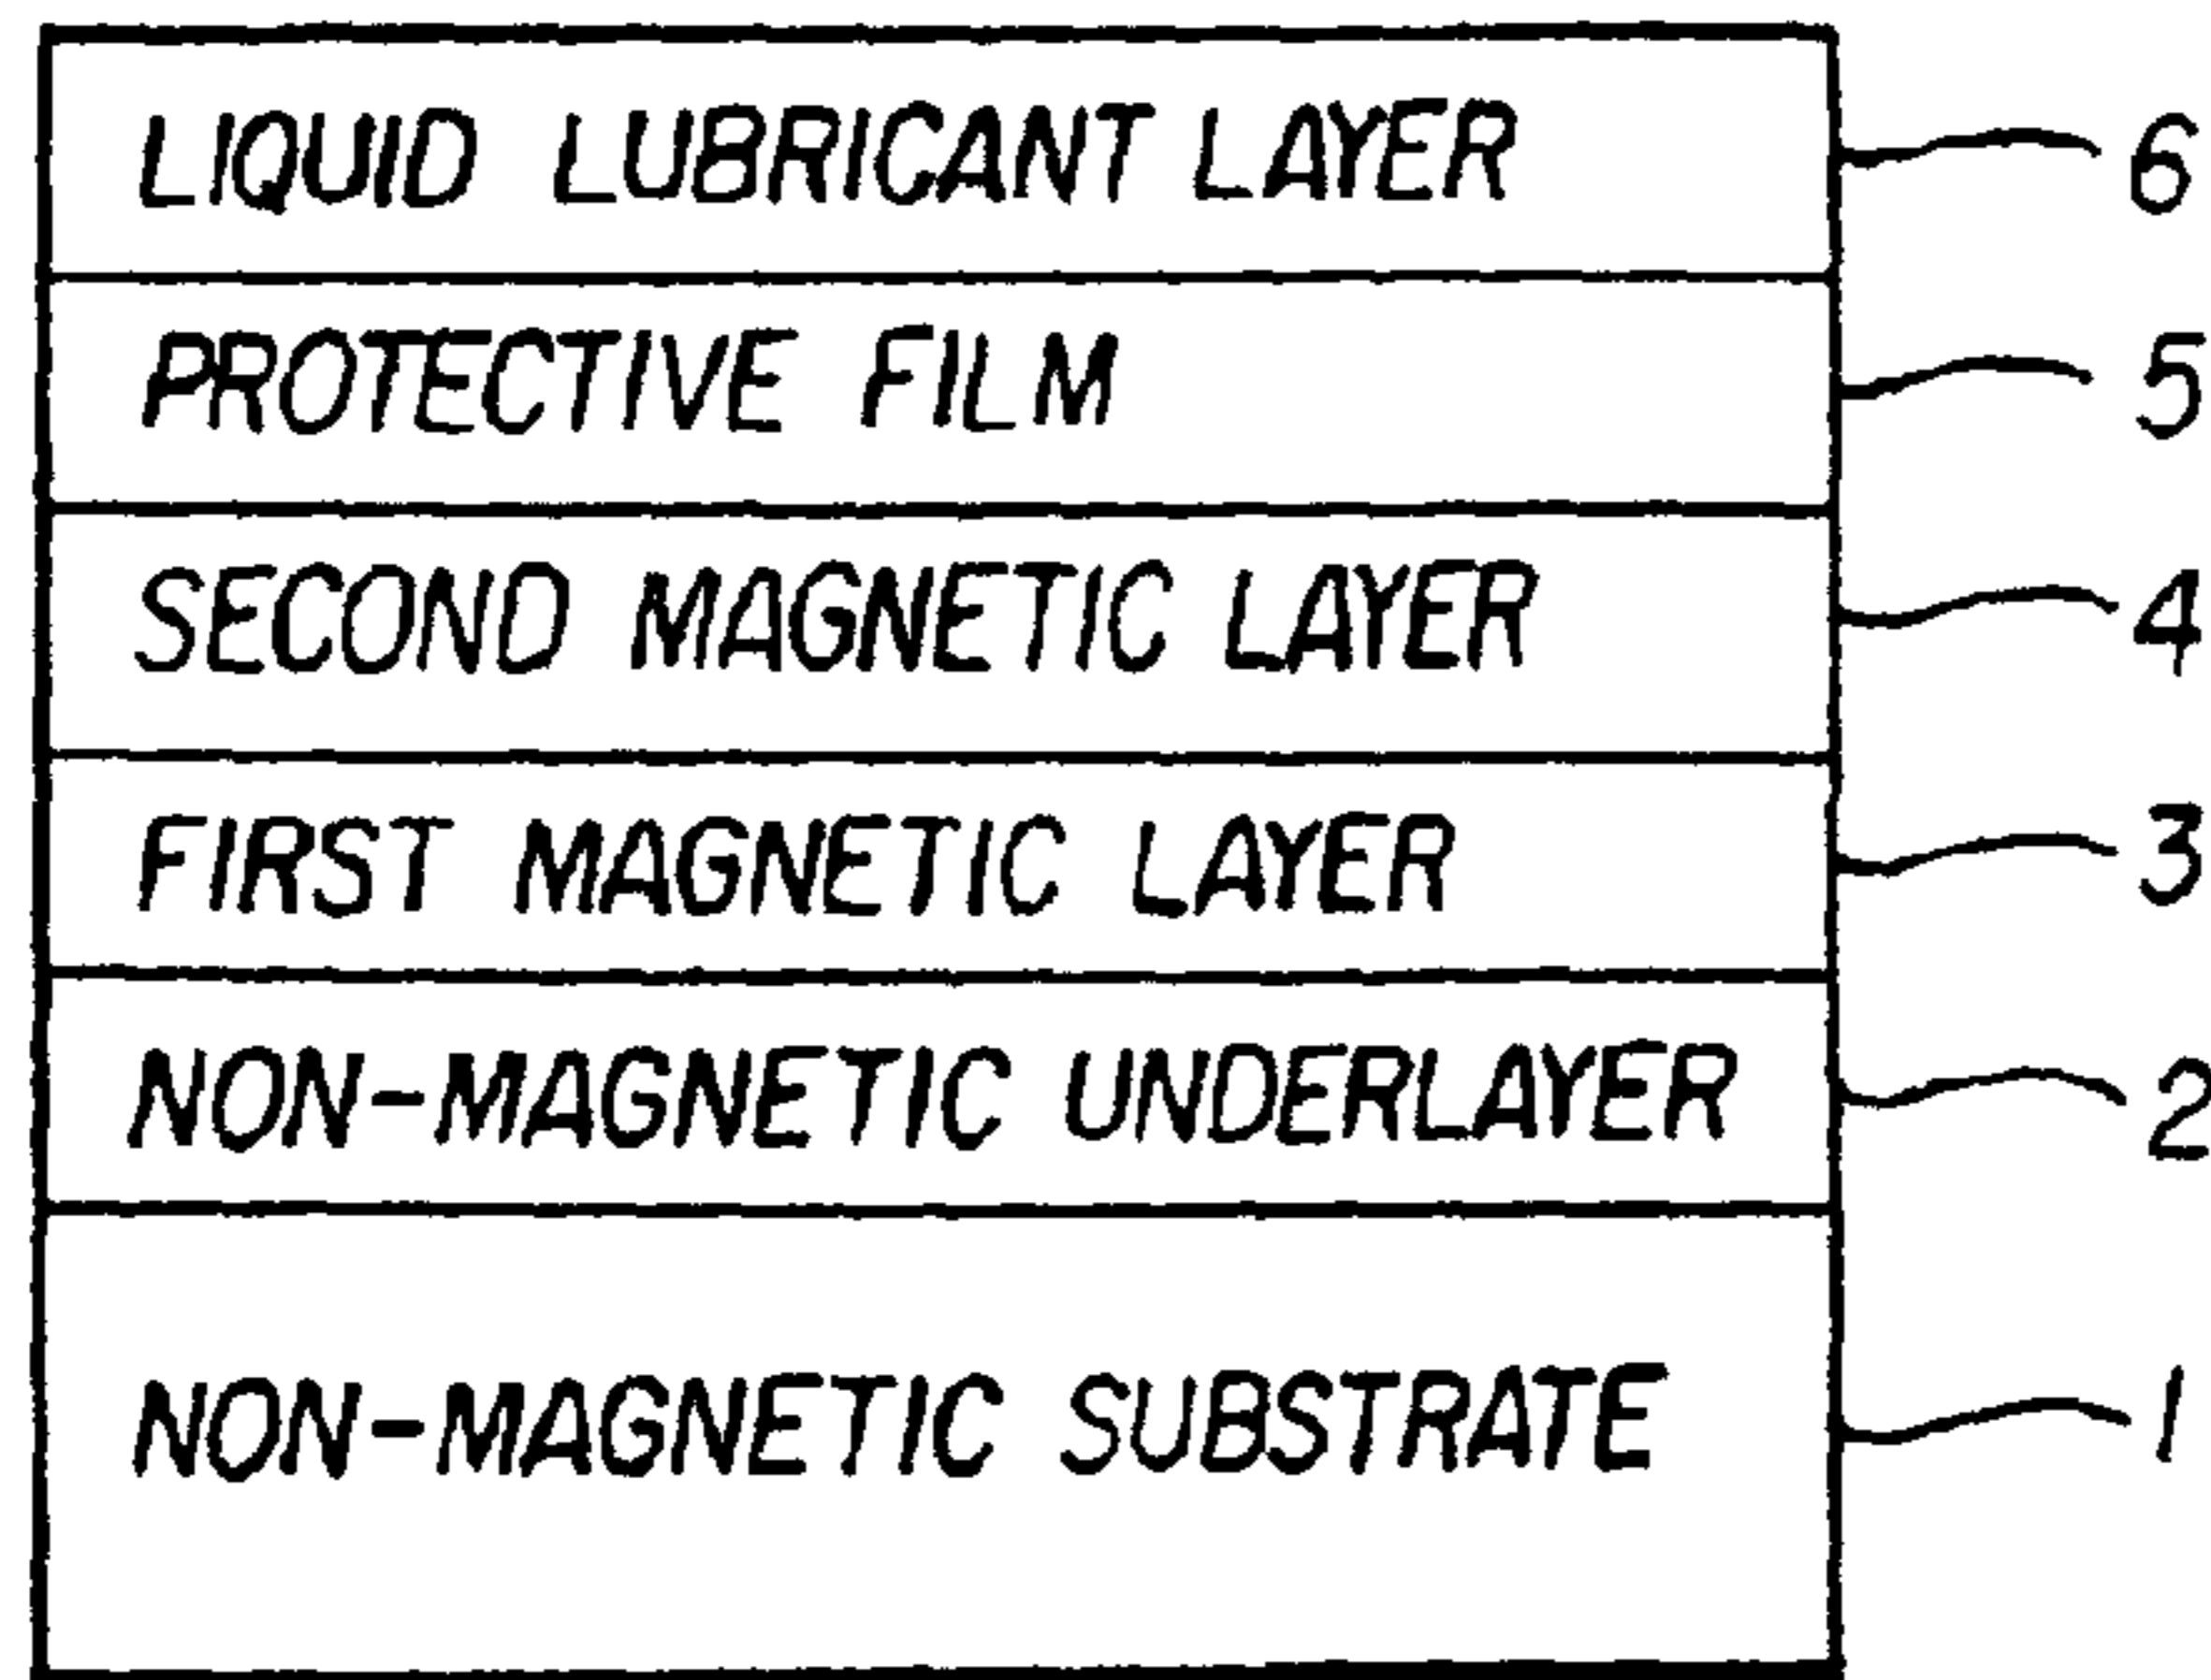 LIQUID LUBRICANT LAYER 6
PROTECTIVE FILM 5
SECOND MAGNETIC LAYER 4
FIRST MAGNETIC LAYER 3
NON-MAGNETIC UNDERLAYER 2
NON-MAGNETIC SUBSTRATE 1